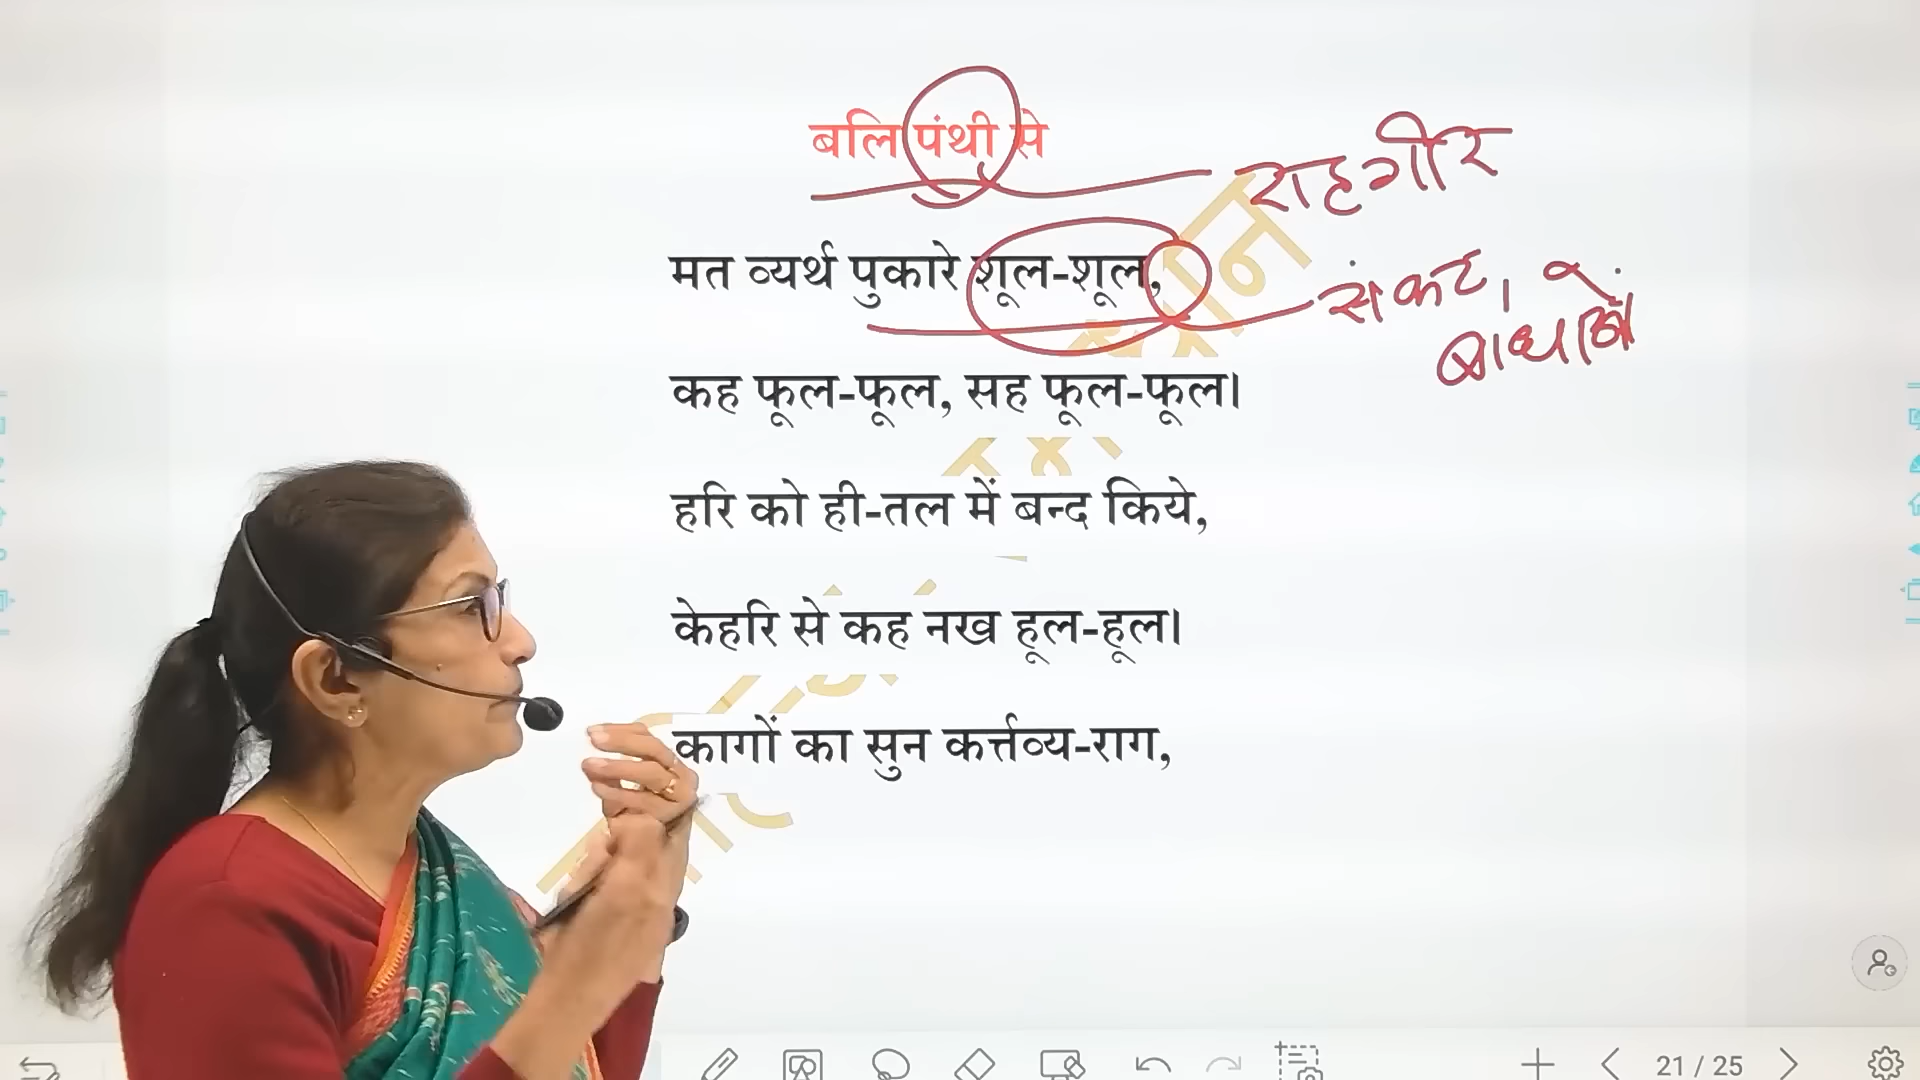 बलि पंथी से
राहगीर
मत व्यर्थ पुकारे शूल-शूल,
संकट,
बाधाओं
कह फूल-फूल, सह फूल-फूल।
हरि को ही-तल में बन्द किये,
केहरि से कह नख हूल-हूल।
कागों का सुन कर्त्तव्य-राग,
21 / 25